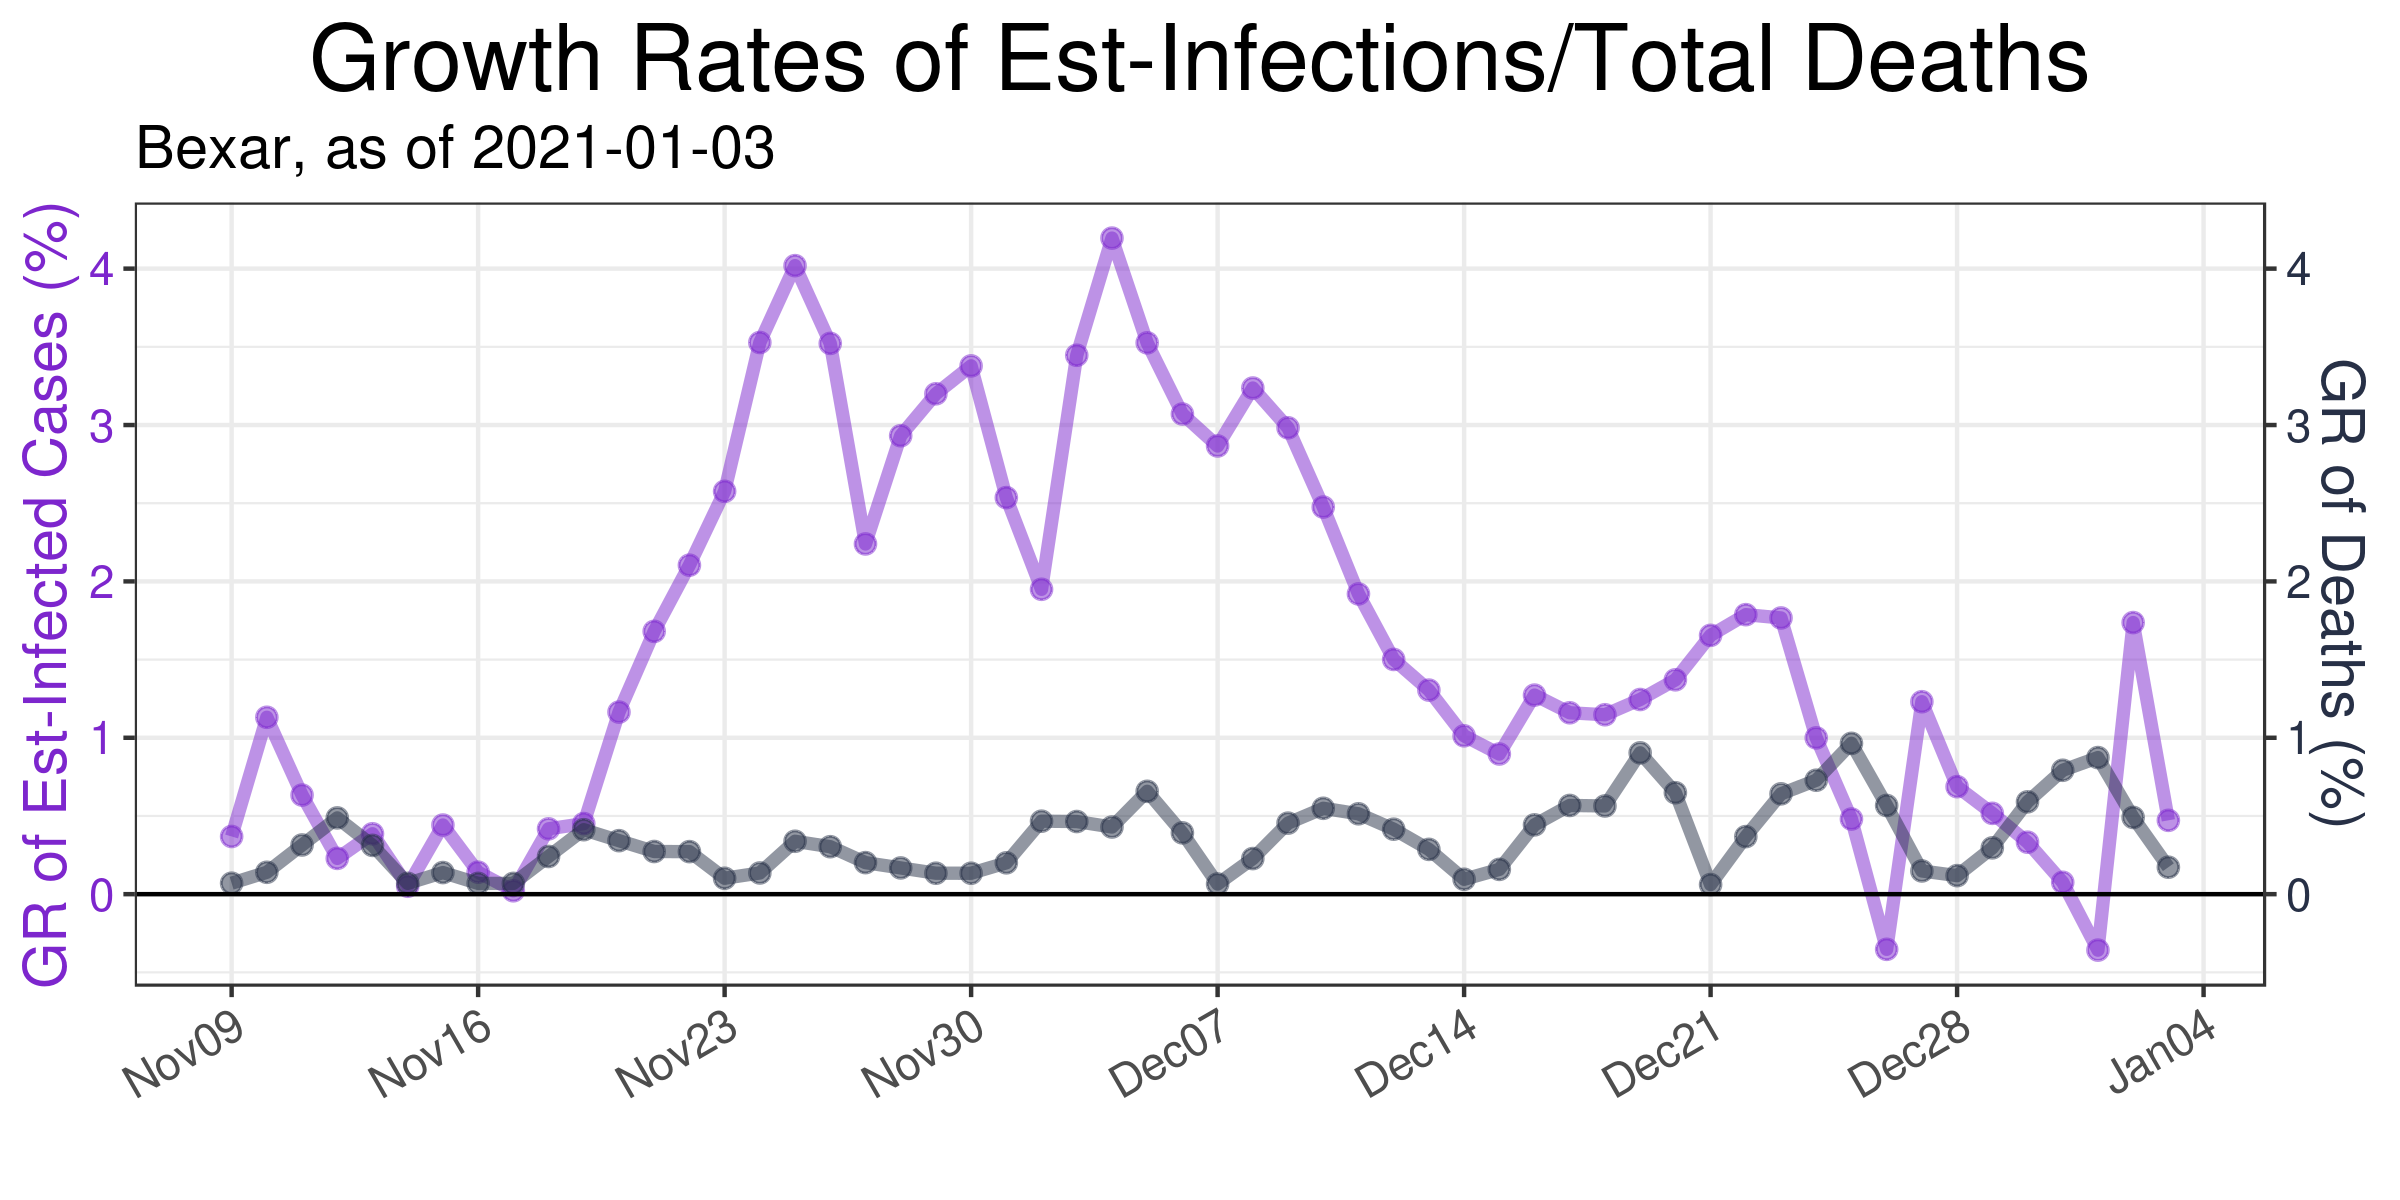 Growth Rates of Est-Infections/Total Deaths
Bexar, as of 2021-01-03
GR of Est-Infected Cases (%)
4
3
2
1
0
4
3
2
1
0
GR of Deaths (%)
Nov09
Nov16
Nov23
Nov30
Dec07
Dec14
Dec21
Dec28
Jan04